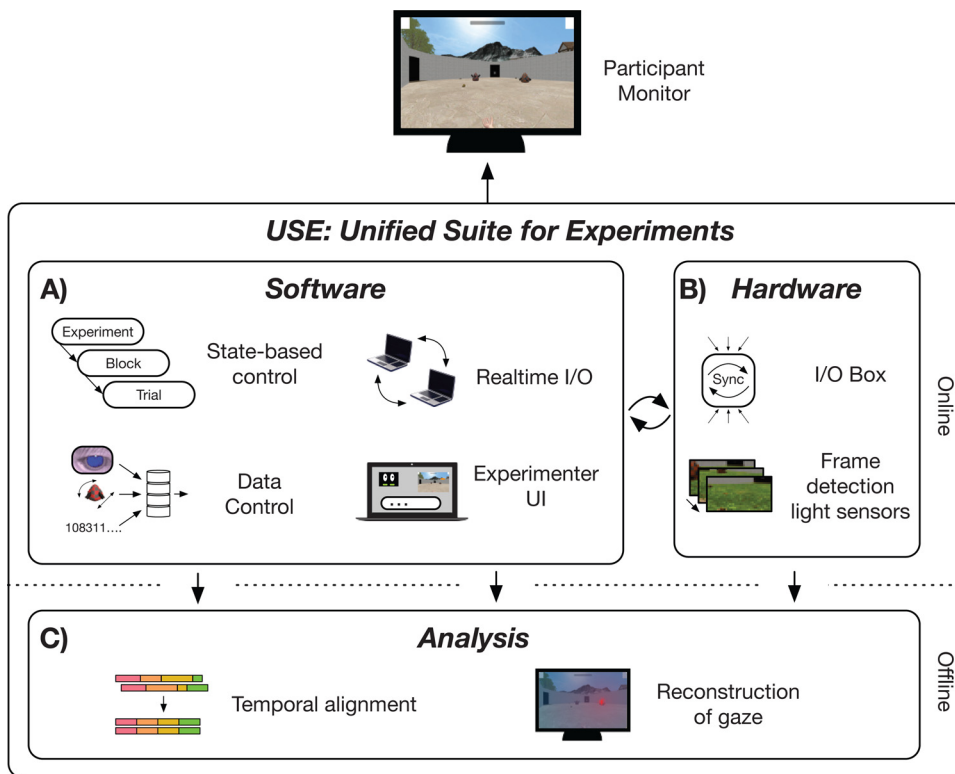 Participant
Monitor
USE: Unified Suite for Experiments
A)
Software
Experiment
Block
Trial
State-based
control
Realtime I/O
108311....
Data
Control
Experimenter
UI
B)
Hardware
Sync
I/O Box
Frame
detection
light sensors
Online
C)
Analysis
Temporal alignment
Reconstruction
of gaze
Offline